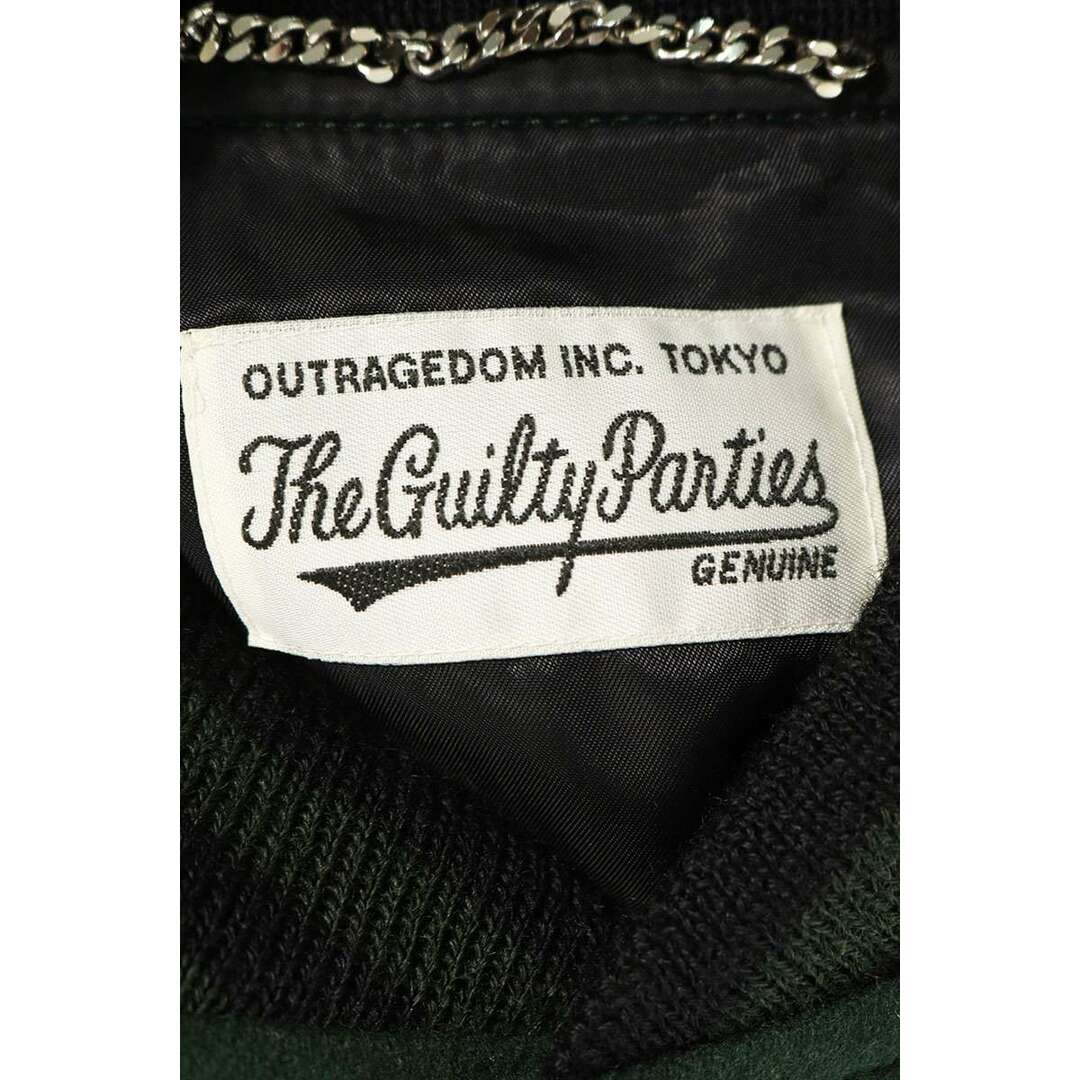 OUTRAGEDOM INC. TOKYO
The Guilty Parties
GENUINE